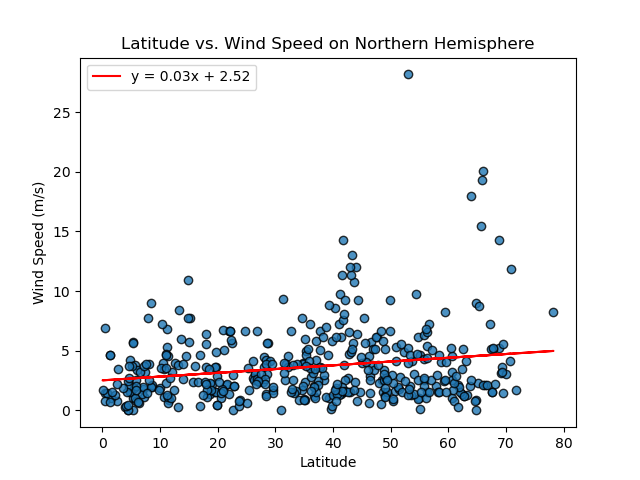 Latitude vs. Wind Speed on Northern Hemisphere
y = 0.03x + 2.52
Wind Speed (m/s)
25
20
15
10
5
0
0 10 20 30 40 50 60 70 80
Latitude